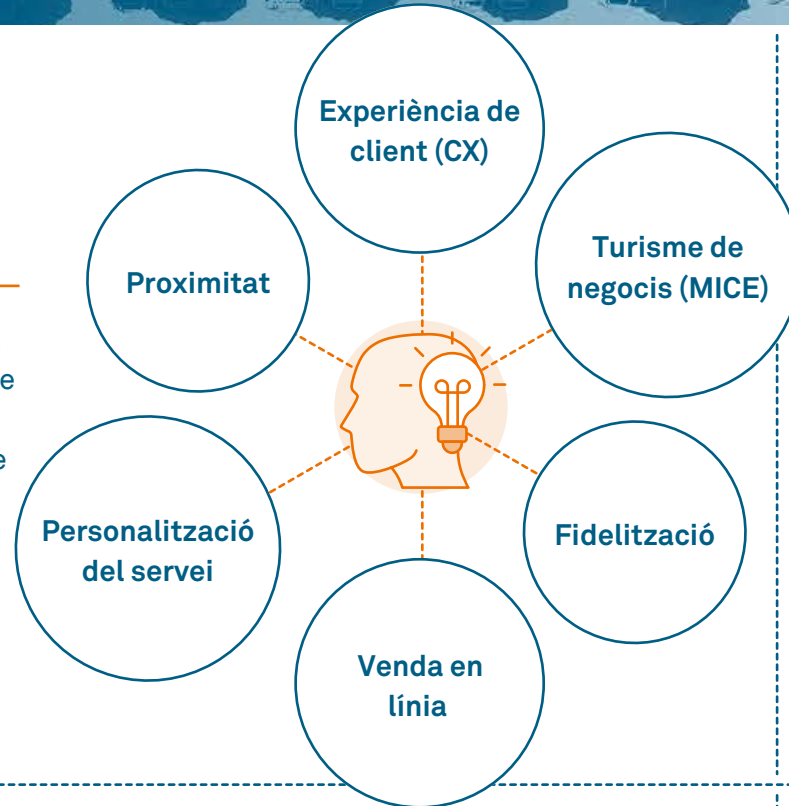 Experiència de
client (CX)
Turisme de
negocis (MICE)
Proximitat
Personalització
del servei
Fidelització
Venda en
línia